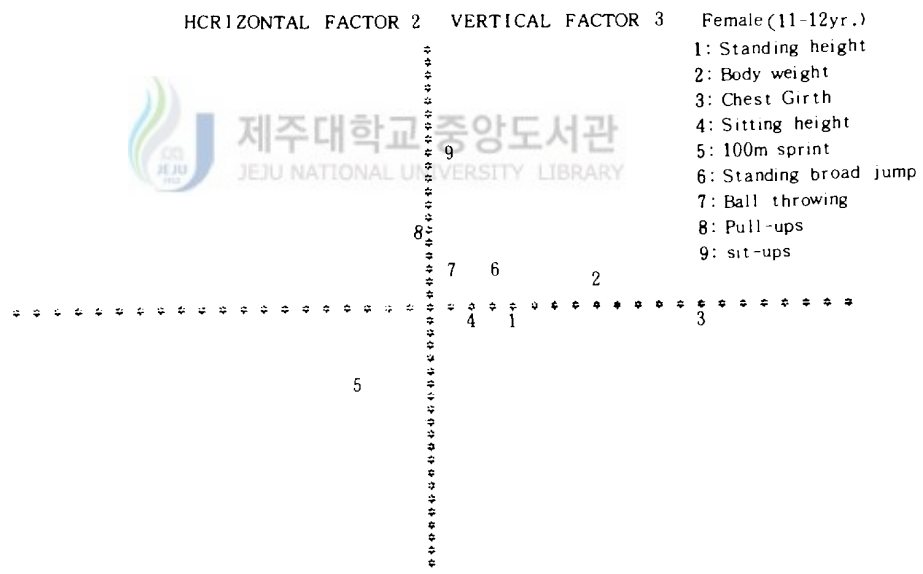 HCRIZONTAL FACTOR 2 VERTICAL FACTOR 3
Female(11-12yr.)
1: Standing height
2: Body weight
3: Chest Girth
4: Sitting height
5: 100m sprint
6: Standing broad jump
7: Ball throwing
8: Pull-ups
9: sit-ups
제주대학교 중앙도서관
JEJU NATIONAL UNIVERSITY LIBRARY
JEJU
1952
9
8
7 6
2
4 1 3
5